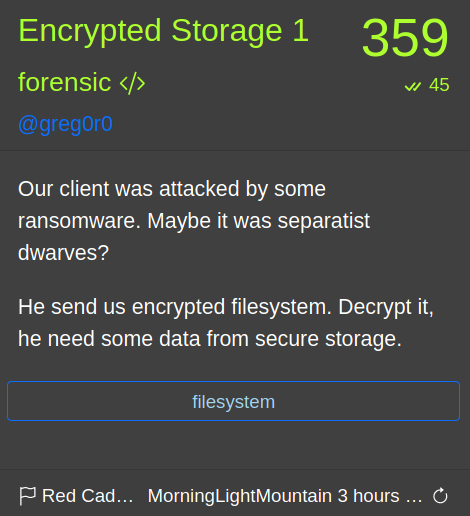 Encrypted Storage 1
359
forensic </>
45
@greg0r0
Our client was attacked by some
ransomware. Maybe it was separatist
dwarves?
He send us encrypted filesystem. Decrypt it,
he need some data from secure storage.
filesystem
Red Cad... MorningLightMountain 3 hours ...